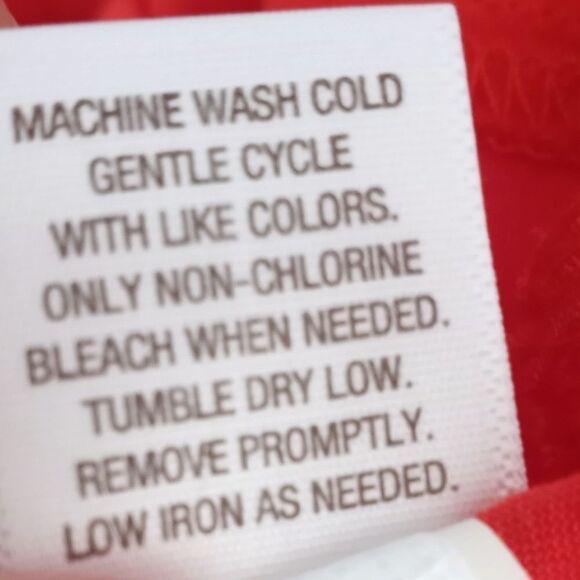 MACHINE WASH COLD
GENTLE CYCLE
WITH LIKE COLORS.
ONLY NON-CHLORINE
BLEACH WHEN NEEDED.
TUMBLE DRY LOW.
REMOVE PROMPTLY.
LOW IRON AS NEEDED.